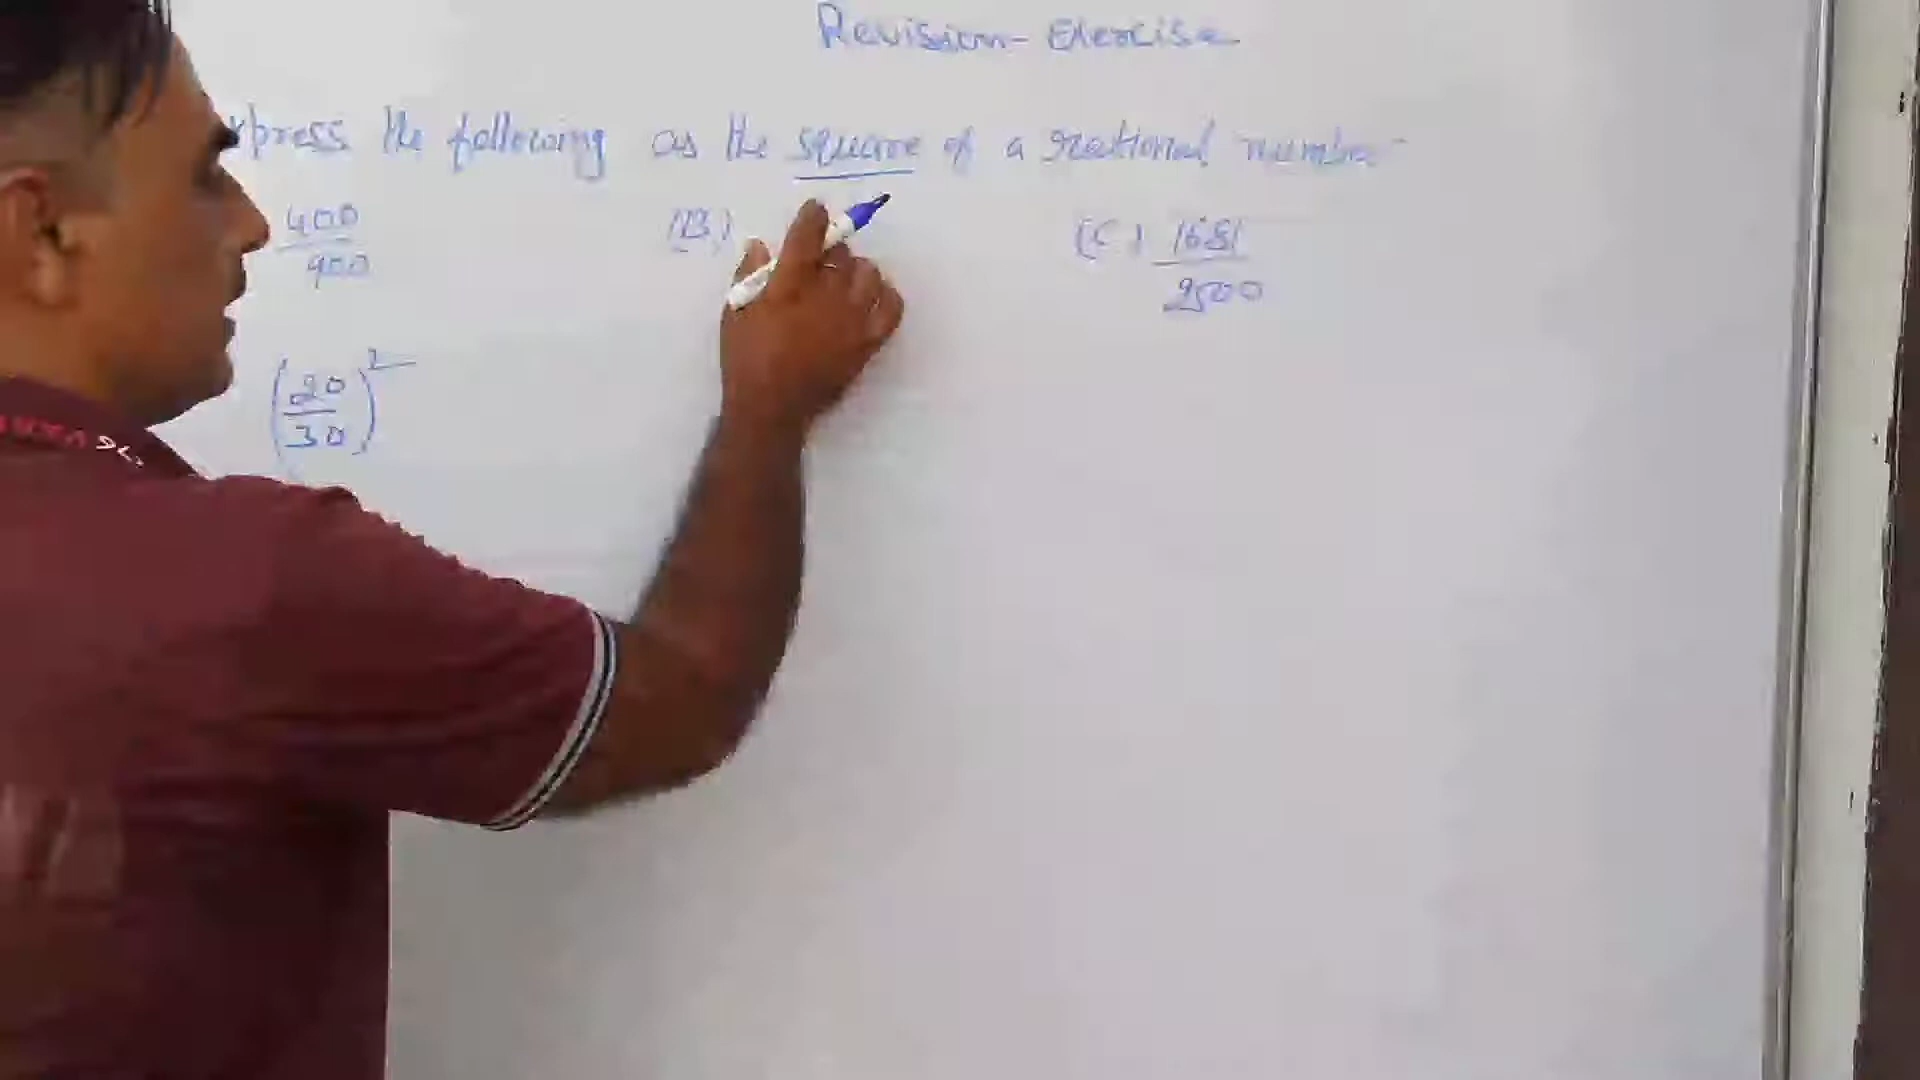 Revision-Exercise
xpress the following as the square of a rational number
400
900
(B)
(C) 1681
2500
(20
30)2